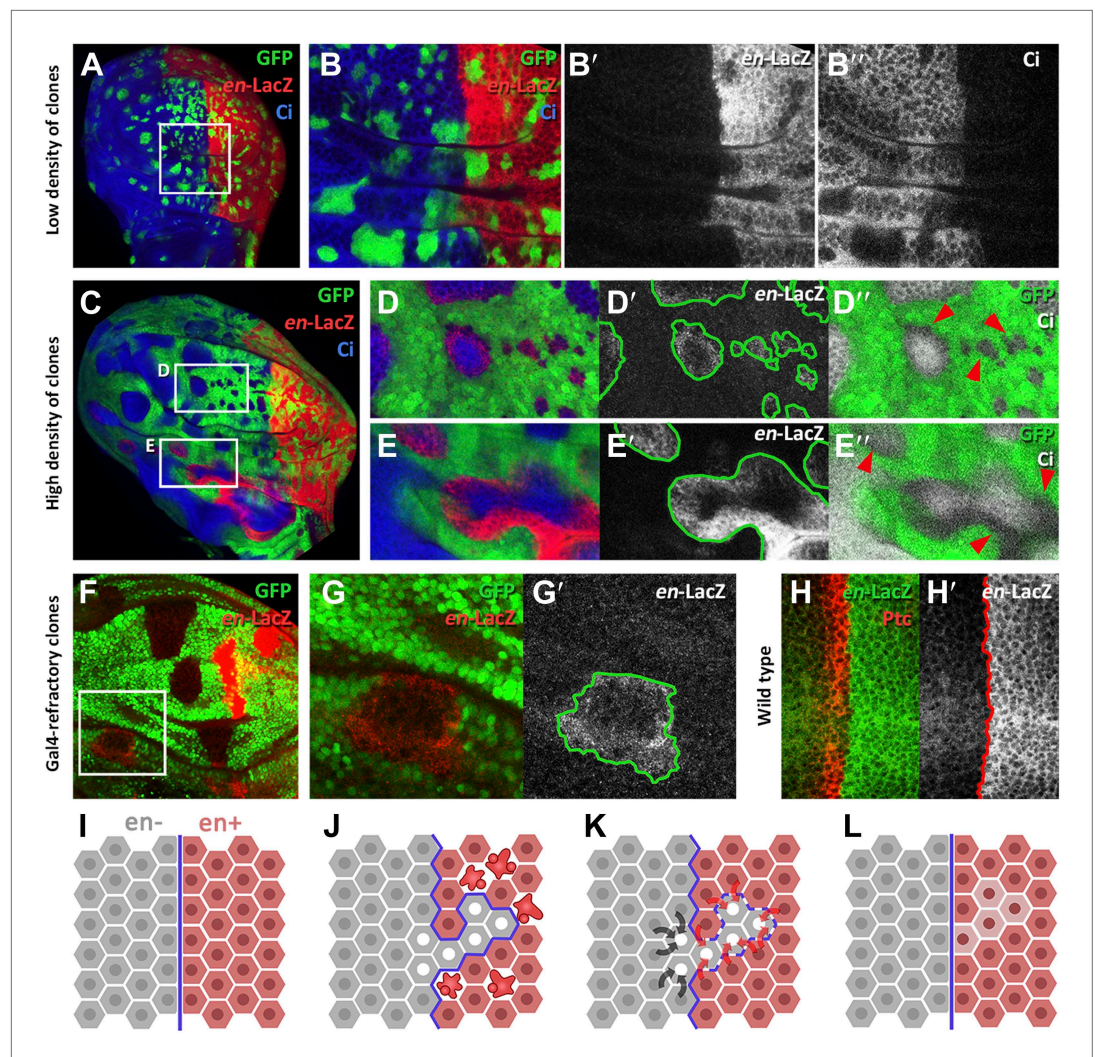 Low density of clones
A
GFP
en-LacZ
Ci
B
GFP
en-LacZ
Ci
B′
en-LacZ
B″
Ci
High density of clones
C
GFP
en-LacZ
Ci
D
E
D
D′
en-LacZ
D″
GFP
Ci
E
E′
en-LacZ
E″
GFP
Ci
Gal4-refractory clones
F
GFP
en-LacZ
G
GFP
en-LacZ
G′
en-LacZ
Wild type
H
en-LacZ
Ptc
H′
en-LacZ
I
en- en+
J
K
L